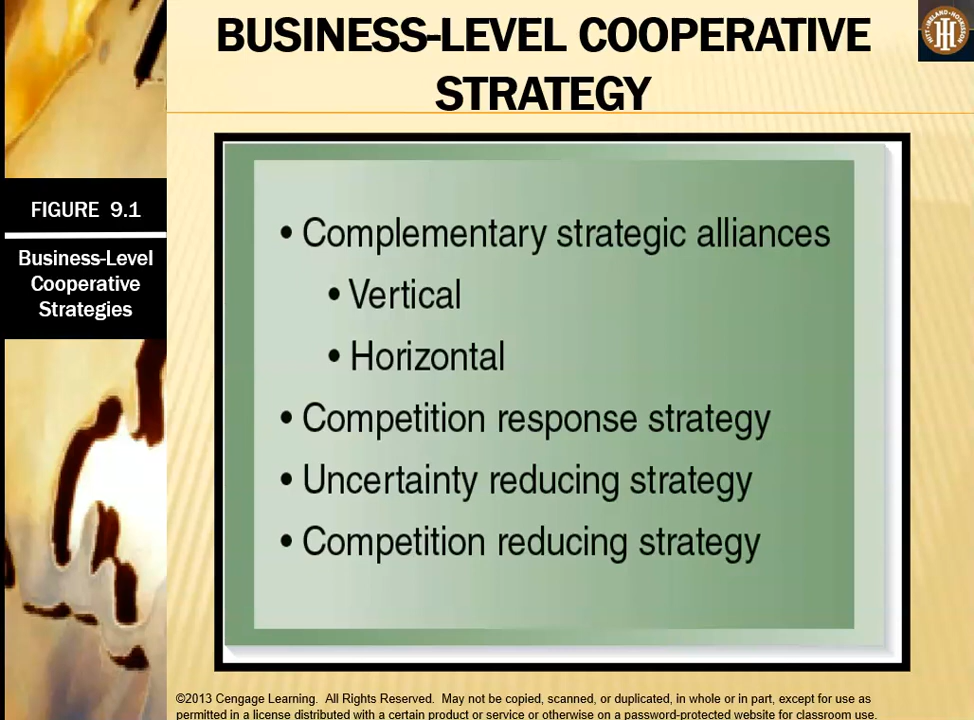 BUSINESS-LEVEL COOPERATIVE
STRATEGY
HITT • IRELAND • HOSKISSON
FIGURE 9.1
Business-Level
Cooperative
Strategies
• Complementary strategic alliances
• Vertical
• Horizontal
• Competition response strategy
• Uncertainty reducing strategy
• Competition reducing strategy
©2013 Cengage Learning. All Rights Reserved. May not be copied, scanned, or duplicated, in whole or in part, except for use as
permitted in a license distributed with a certain product or service or otherwise on a password-protected website for classroom use.